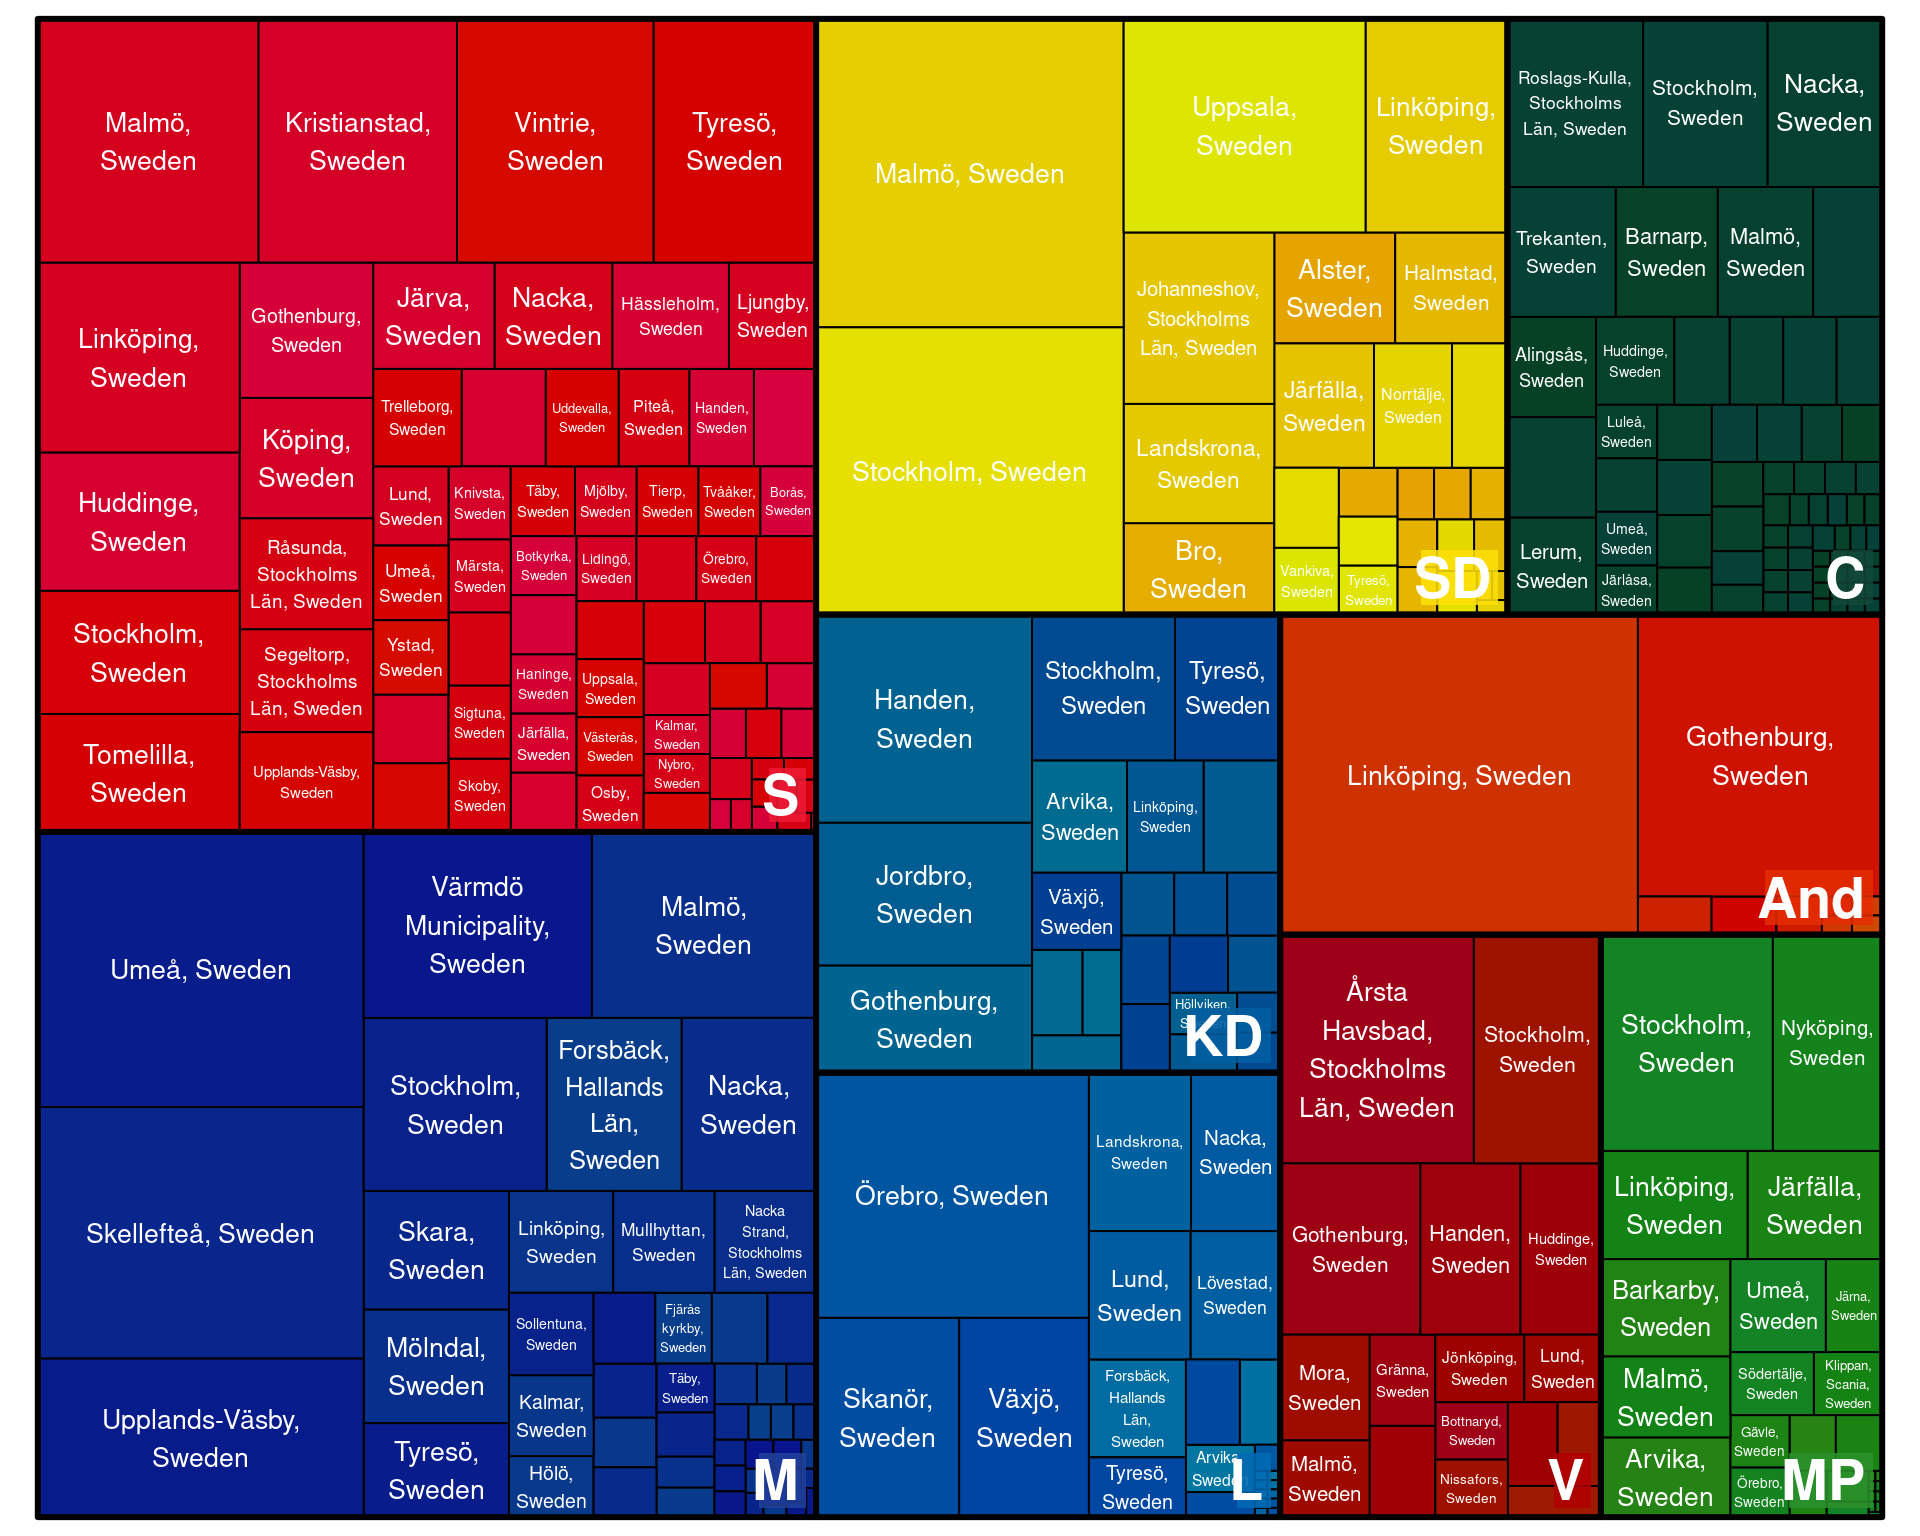 Malmö,
Sweden
Kristianstad,
Sweden
Vintrie,
Sweden
Tyresö,
Sweden
Linköping,
Sweden
Huddinge,
Sweden
Stockholm,
Sweden
Tomelilla,
Sweden
Gothenburg,
Sweden
Köping,
Sweden
Råsunda,
Stockholms
Län, Sweden
Segeltorp,
Stockholms
Län, Sweden
Upplands-Väsby,
Sweden
Järva,
Sweden
Nacka,
Sweden
Hässleholm,
Sweden
Ljungby,
Sweden
Trelleborg,
Sweden
Uddevalla,
Sweden
Piteå,
Sweden
Handen,
Sweden
Lund,
Sweden
Umeå,
Sweden
Ystad,
Sweden
Knivsta,
Sweden
Märsta,
Sweden
Sigtuna,
Sweden
Skoby,
Sweden
Täby,
Sweden
Mjölby,
Sweden
Tierp,
Sweden
Tvååker,
Sweden
Borås,
Sweden
Botkyrka,
Sweden
Haninge,
Sweden
Järfälla,
Sweden
Lidingö,
Sweden
Örebro,
Sweden
Uppsala,
Sweden
Västerås,
Sweden
Osby,
Sweden
Kalmar,
Sweden
Nybro,
Sweden
S
Malmö, Sweden
Stockholm, Sweden
Uppsala,
Sweden
Linköping,
Sweden
Johanneshov,
Stockholms
Län, Sweden
Landskrona,
Sweden
Bro,
Sweden
Alster,
Sweden
Halmstad,
Sweden
Järfälla,
Sweden
Norrtälje,
Sweden
Vankiva,
Sweden
Tyresö,
Sweden
SD
Roslags-Kulla,
Stockholms
Län, Sweden
Stockholm,
Sweden
Nacka,
Sweden
Trekanten,
Sweden
Barnarp,
Sweden
Malmö,
Sweden
Alingsås,
Sweden
Lerum,
Sweden
Huddinge,
Sweden
Luleå,
Sweden
Umeå,
Sweden
Järlåsa,
Sweden
C
Umeå, Sweden
Skellefteå, Sweden
Upplands-Väsby,
Sweden
Värmdö
Municipality,
Sweden
Malmö,
Sweden
Stockholm,
Sweden
Forsbäck,
Hallands
Län,
Sweden
Nacka,
Sweden
Skara,
Sweden
Mölndal,
Sweden
Tyresö,
Sweden
Linköping,
Sweden
Mullhyttan,
Sweden
Nacka
Strand,
Stockholms
Län, Sweden
Sollentuna,
Sweden
Kalmar,
Sweden
Hölö,
Sweden
Fjärås
kyrkby,
Sweden
Täby,
Sweden
M
Handen,
Sweden
Jordbro,
Sweden
Gothenburg,
Sweden
Stockholm,
Sweden
Tyresö,
Sweden
Arvika,
Sweden
Linköping,
Sweden
Växjö,
Sweden
Höllviken,
KD
Örebro, Sweden
Skanör,
Sweden
Växjö,
Sweden
Landskrona,
Sweden
Nacka,
Sweden
Lund,
Sweden
Lövestad,
Sweden
Forsbäck,
Hallands
Län,
Sweden
Tyresö,
Sweden
Arvika,
Sweden
L
Linköping, Sweden
Gothenburg,
Sweden
And
Årsta
Havsbad,
Stockholms
Län, Sweden
Stockholm,
Sweden
Gothenburg,
Sweden
Handen,
Sweden
Huddinge,
Sweden
Mora,
Sweden
Malmö,
Sweden
Gränna,
Sweden
Jönköping,
Sweden
Lund,
Sweden
Bottnaryd,
Sweden
Nissafors,
Sweden
V
Stockholm,
Sweden
Nyköping,
Sweden
Linköping,
Sweden
Järfälla,
Sweden
Barkarby,
Sweden
Malmö,
Sweden
Arvika,
Sweden
Umeå,
Sweden
Järna,
Sweden
Södertälje,
Sweden
Klippan,
Scania,
Sweden
Gävle,
Sweden
Örebro,
Sweden
MP